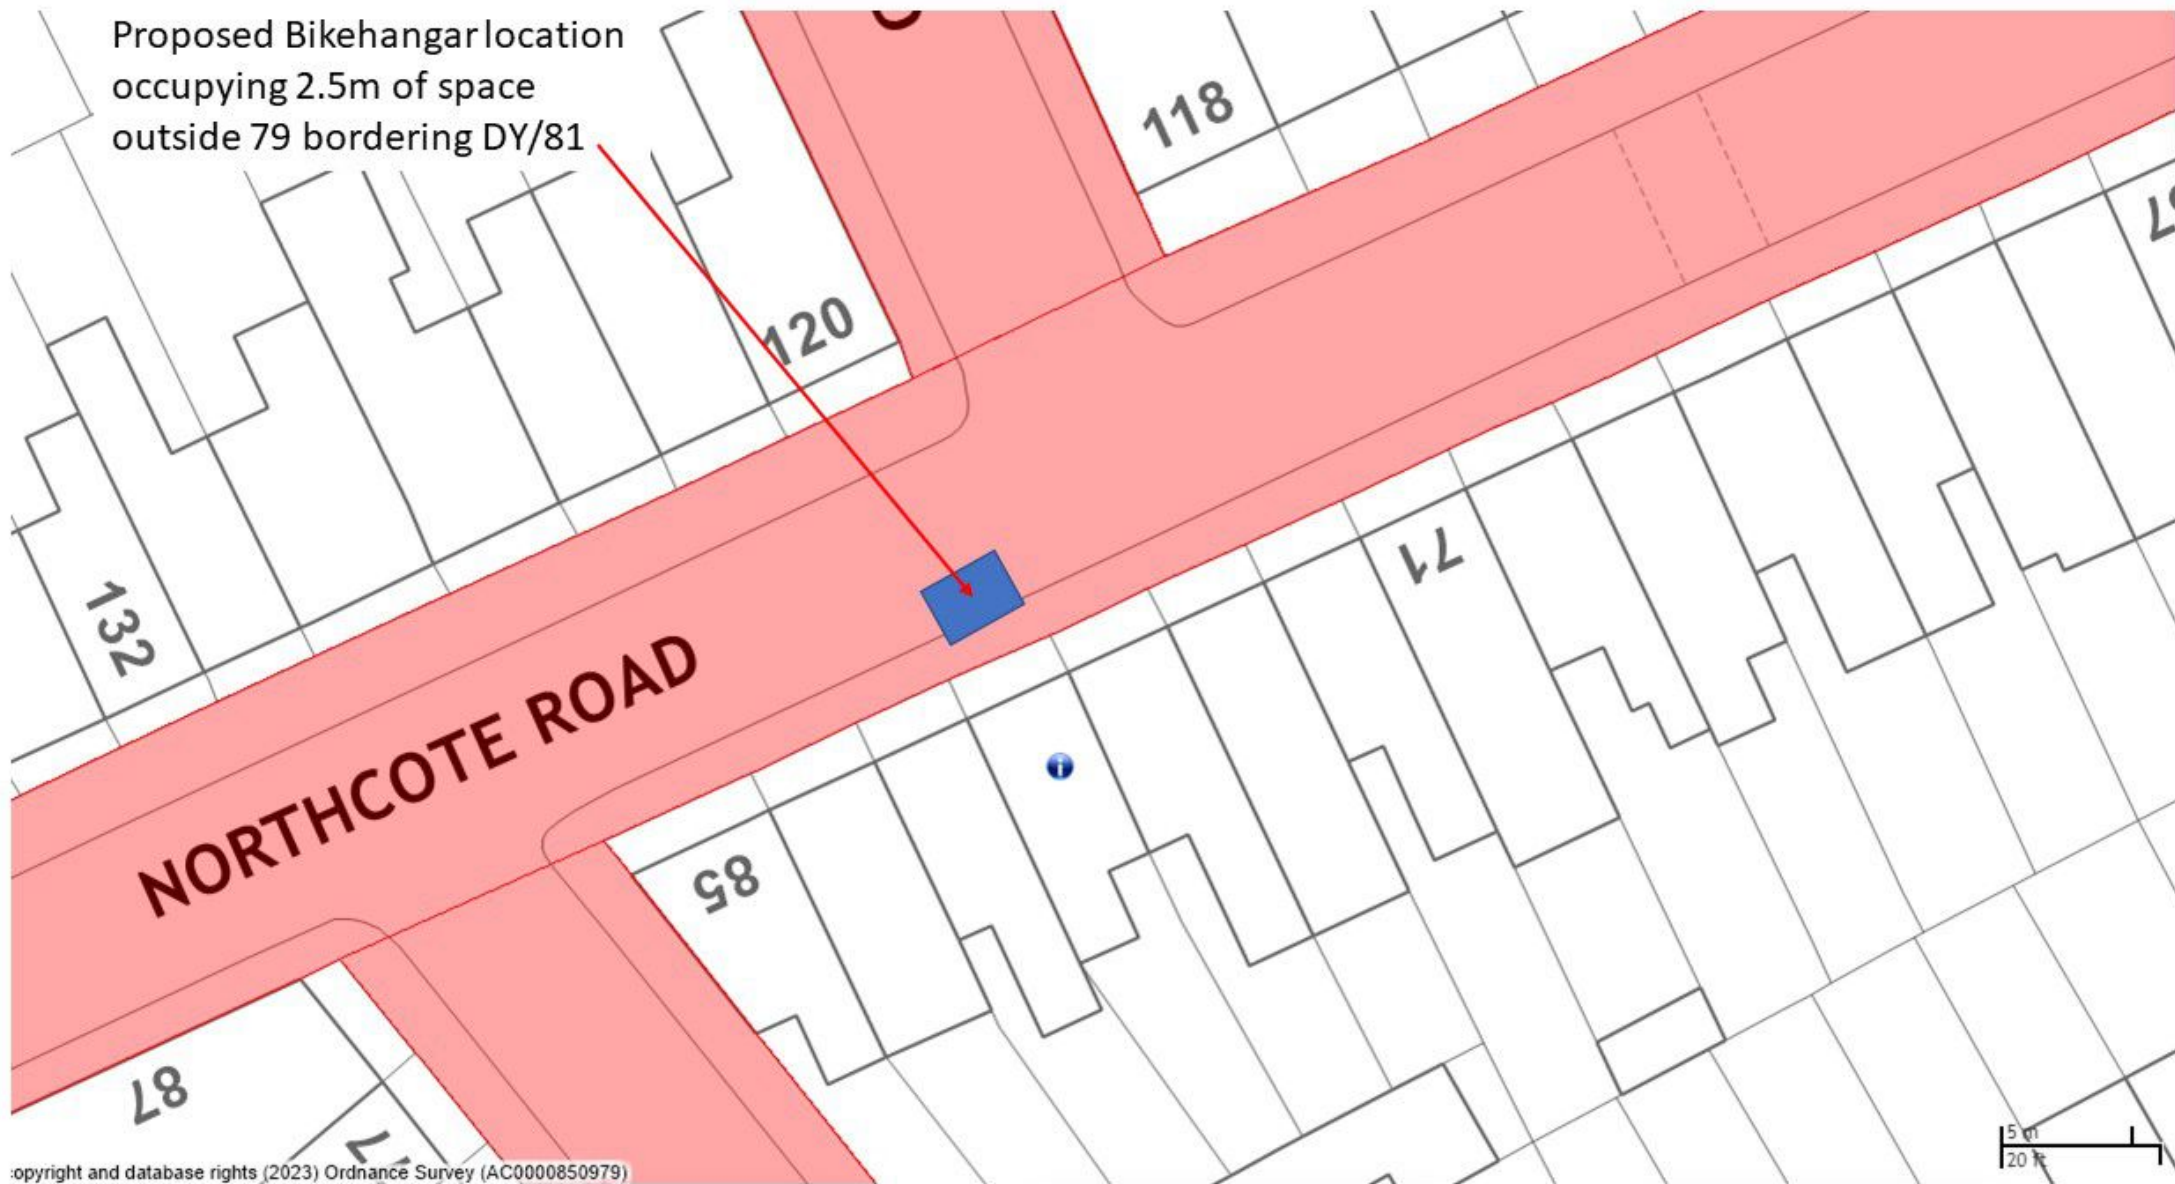 Proposed Bikehangar location
occupying 2.5m of space
outside 79 bordering DY/81
118
120
132
71
NORTHCOTE ROAD
85
87
5 m
20 ft
opyright and database rights (2023) Ordnance Survey (AC0000850979)